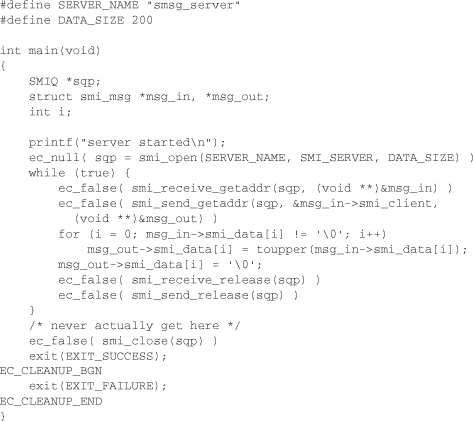 #define SERVER_NAME "smsg_server"
#define DATA_SIZE 200

int main(void)
{
    SMIQ *sqp;
    struct smi_msg *msg_in, *msg_out;
    int i;

    printf("server started\n");
    ec_null( sqp = smi_open(SERVER_NAME, SMI_SERVER, DATA_SIZE) )
    while (true) {
        ec_false( smi_receive_getaddr(sqp, (void **)&msg_in) )
        ec_false( smi_send_getaddr(sqp, &msg_in->smi_client,
          (void **)&msg_out) )
        for (i = 0; msg_in->smi_data[i] != '\0'; i++)
            msg_out->smi_data[i] = toupper(msg_in->smi_data[i]);
        msg_out->smi_data[i] = '\0';
        ec_false( smi_receive_release(sqp) )
        ec_false( smi_send_release(sqp) )
    }
    /* never actually get here */
    ec_false( smi_close(sqp) )
    exit(EXIT_SUCCESS);
EC_CLEANUP_BGN
    exit(EXIT_FAILURE);
EC_CLEANUP_END
}